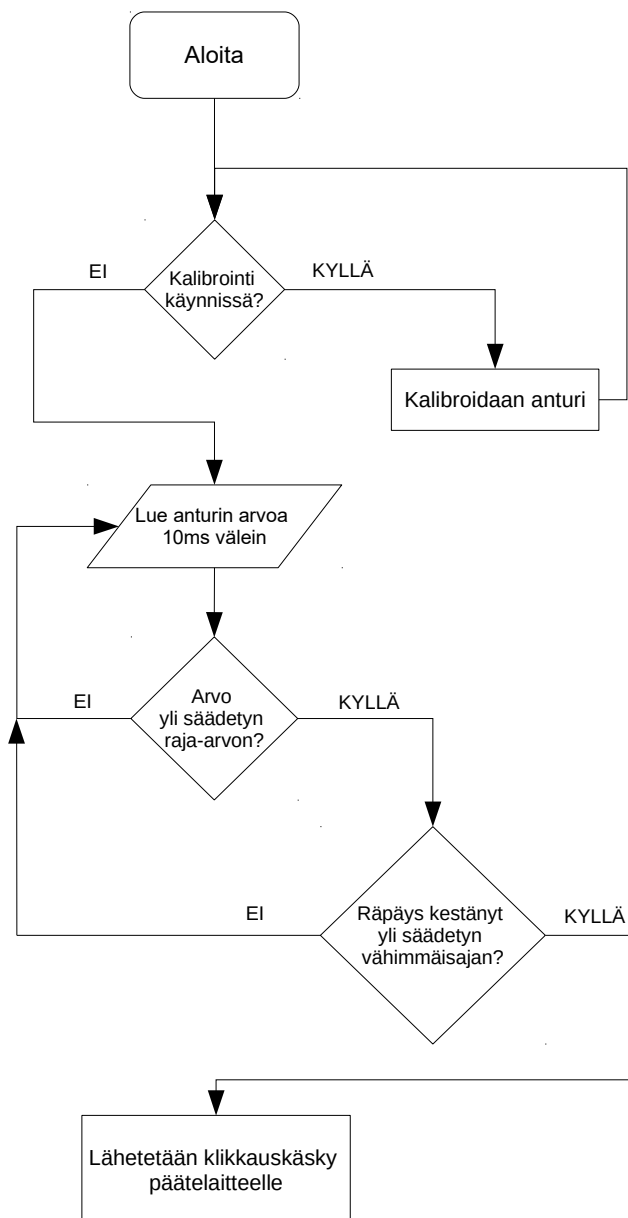 Aloita
EI
Kalibrointi
käynnissä?
KYLLÄ
Kalibroidaan anturi
Lue anturin arvoa
10ms välein
EI
Arvo
yli säädetyn
raja-arvon?
KYLLÄ
EI
Räpäys kestänyt
yli säädetyn
vähimmäisajan?
KYLLÄ
Lähetetään klikkauskäsky
päätelaitteelle